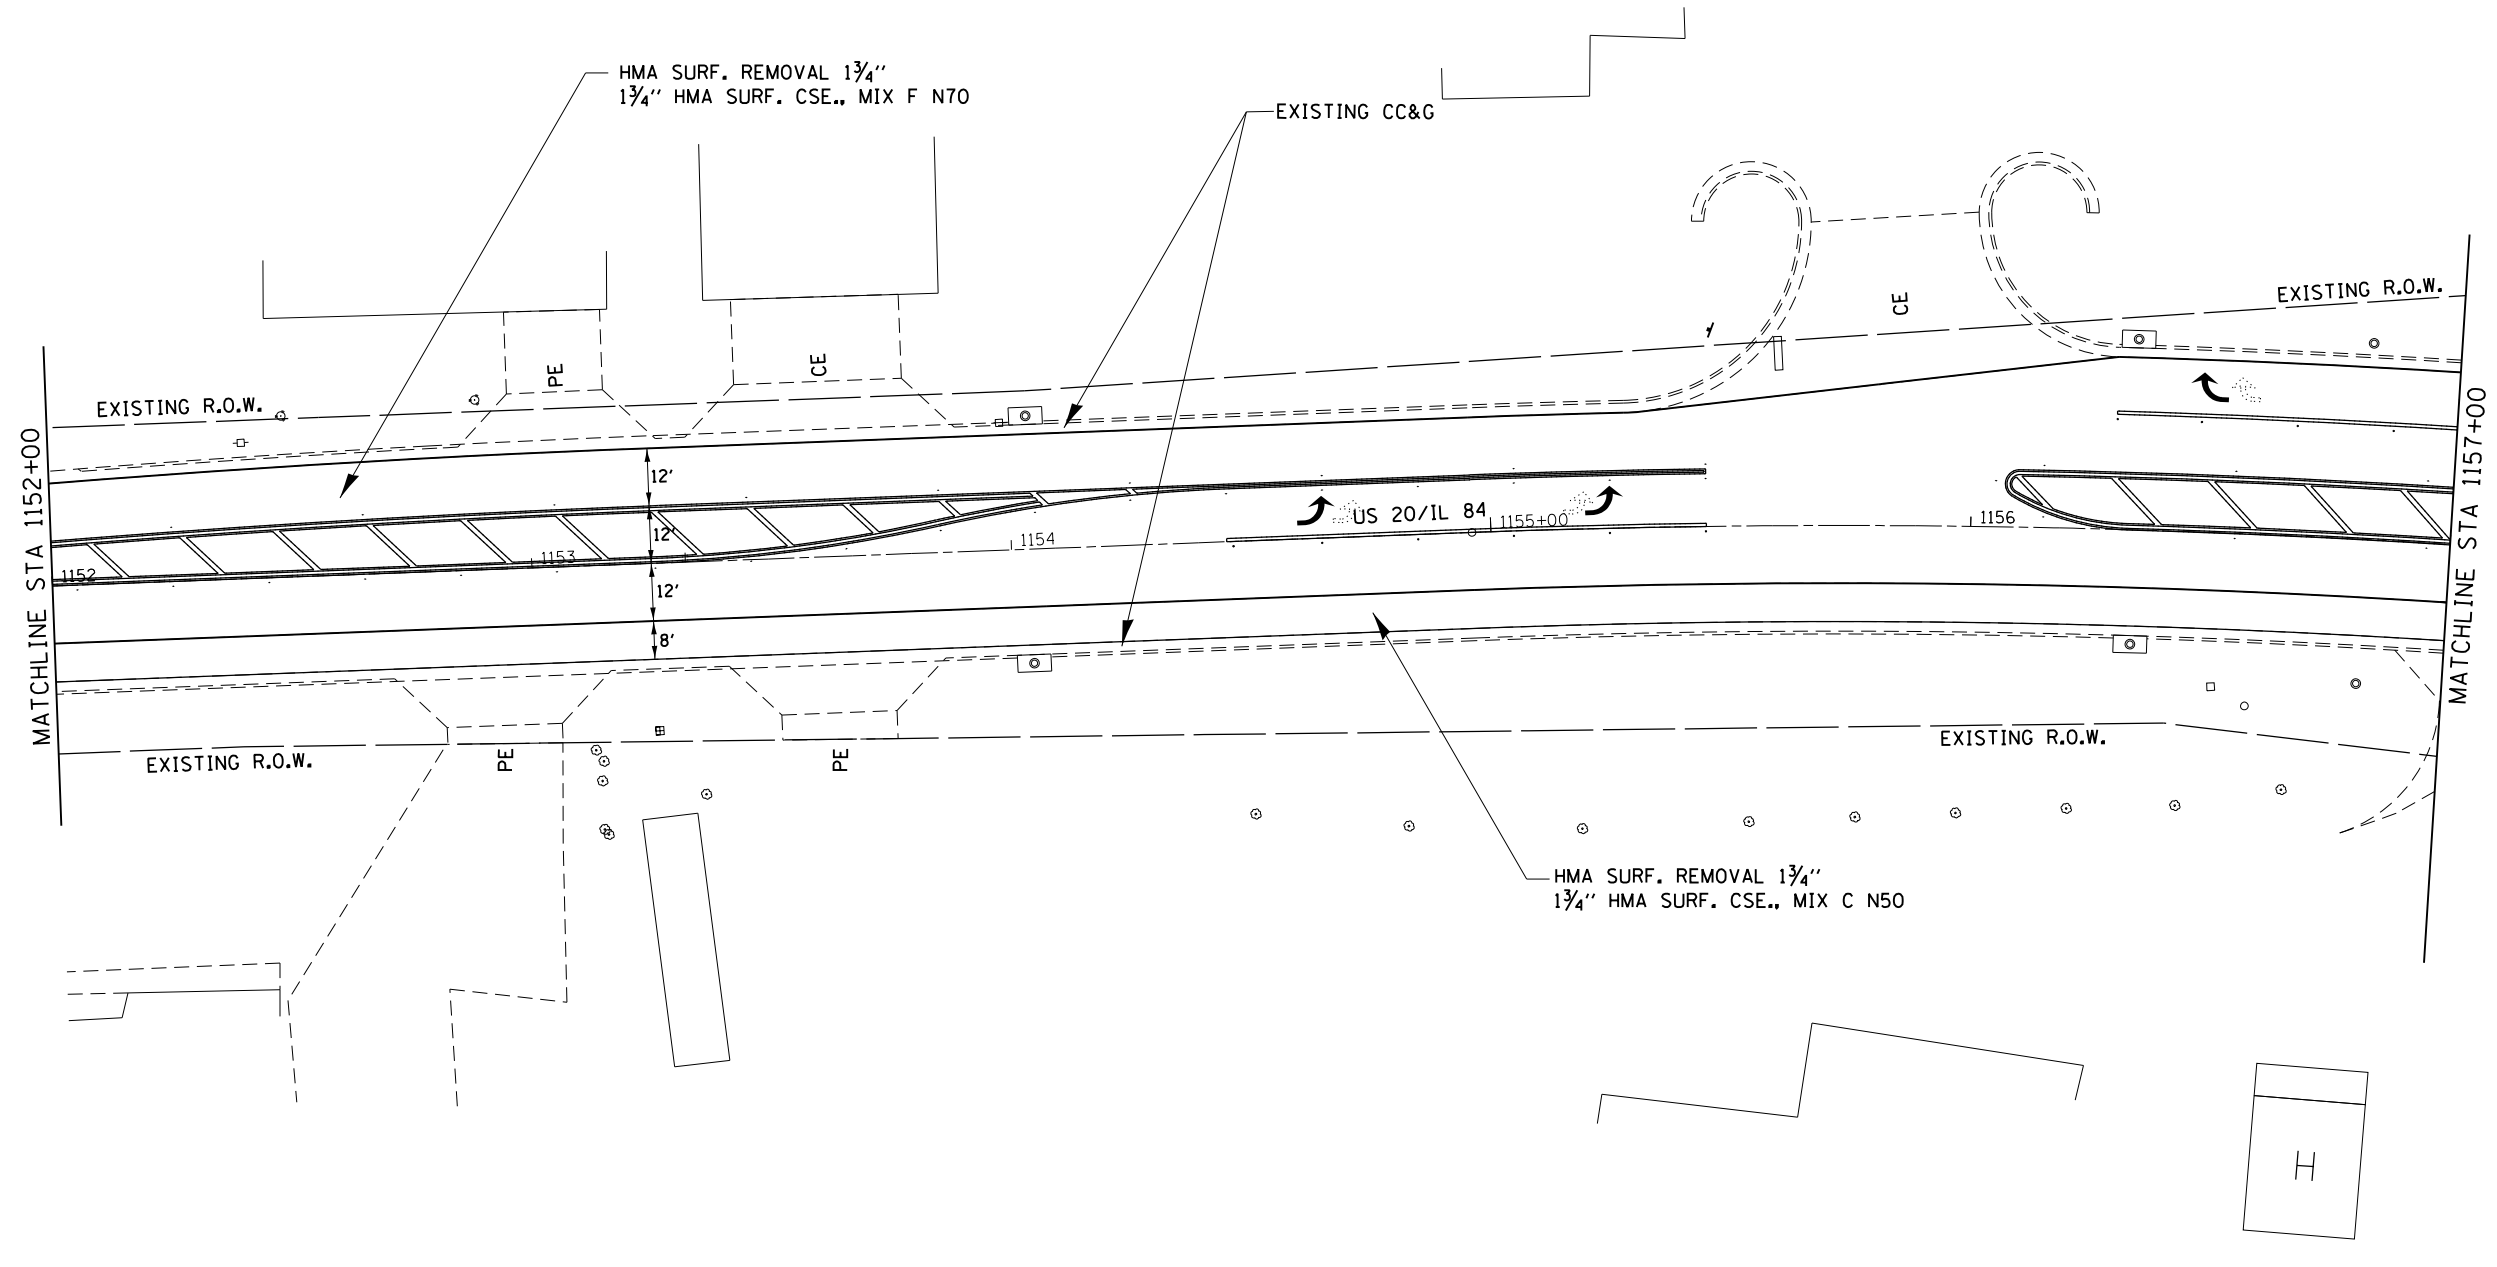 HMA SURF. REMOVAL 1¾"
1¾" HMA SURF. CSE., MIX F N70
EXISTING CC&G
EXISTING R.O.W.
CE
PE
CE
EXISTING R.O.W.
MATCHLINE STA 1152+00
MATCHLINE STA 1157+00
12'
12'
12'
8'
US 20/IL 84
1152
1153
1154
1155+00
1156
EXISTING R.O.W.
PE
PE
EXISTING R.O.W.
HMA SURF. REMOVAL 1¾"
1¾" HMA SURF. CSE., MIX C N50
H